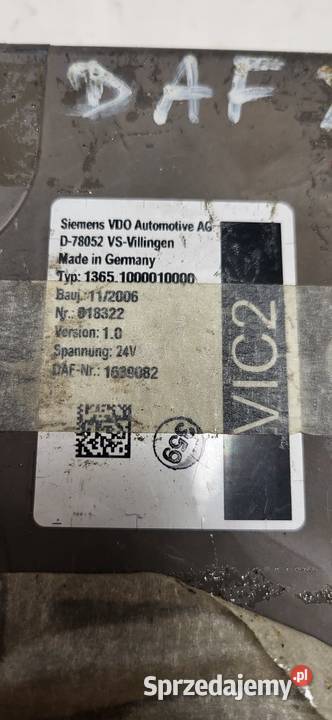 DAF
Siemens VDO Automotive AG
D-78052 VS-Villingen
Made in Germany
Typ: 1365.1000010000
Bauj.: 11/2006
Nr.: 018322
Version: 1.0
Spannung: 24V
DAF-Nr.: 1639082
VIC2
359
Sprzedajemy.pl